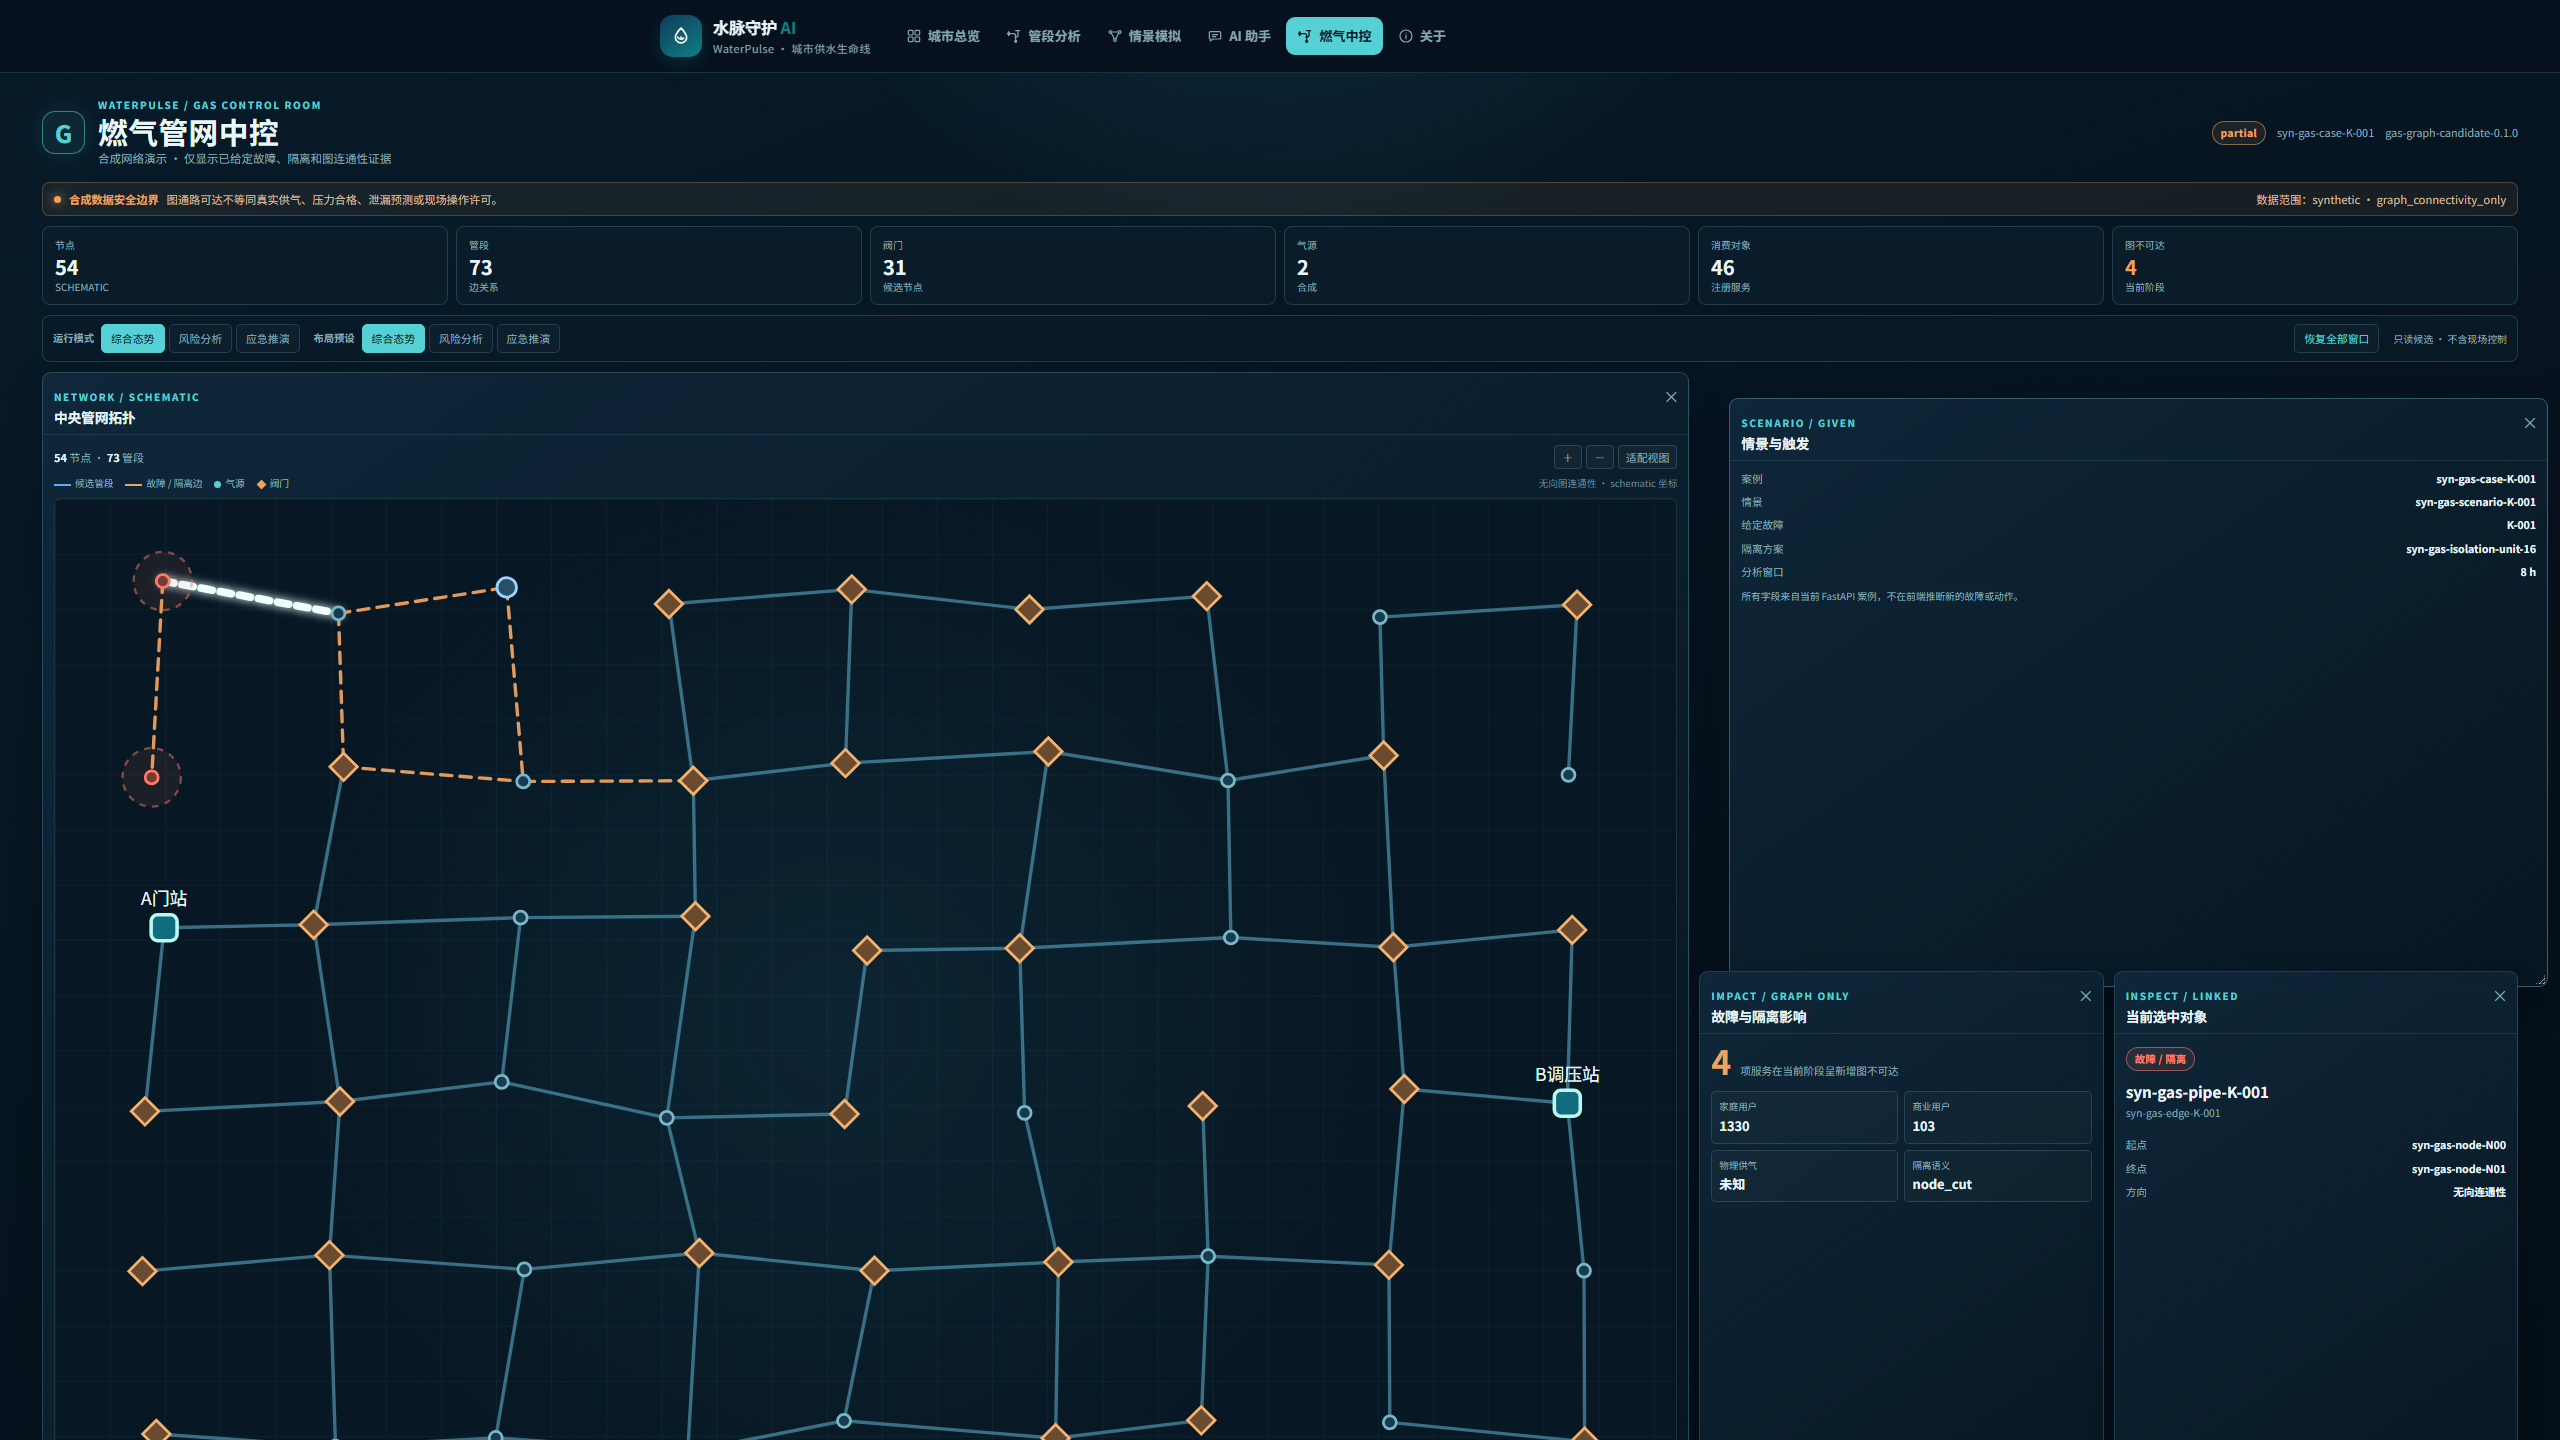 水脉守护 AI
WaterPulse · 城市供水生命线
城市总览
管段分析
情景模拟
AI 助手
燃气中控
关于
WATERPULSE / GAS CONTROL ROOM
G
燃气管网中控
合成网络演示 · 仅显示已给定故障、隔离和图连通性证据
partial
syn-gas-case-K-001
gas-graph-candidate-0.1.0
合成数据安全边界 图通路可达不等同真实供气、压力合格、泄漏预测或现场操作许可。
数据范围：synthetic · graph_connectivity_only
节点
54
SCHEMATIC
管段
73
边关系
阀门
31
候选节点
气源
2
合成
消费对象
46
注册服务
图不可达
4
当前阶段
运行模式 综合态势 风险分析 应急推演
布局预设 综合态势 风险分析 应急推演
恢复全部窗口
只读候选 · 不含现场控制
NETWORK / SCHEMATIC
中央管网拓扑
54 节点 · 73 管段
+ − 适配视图
候选管段 故障 / 隔离边 气源 阀门
无向图连通性 · schematic 坐标
A门站
B调压站
SCENARIO / GIVEN
情景与触发
案例 syn-gas-case-K-001
情景 syn-gas-scenario-K-001
给定故障 K-001
隔离方案 syn-gas-isolation-unit-16
分析窗口 8 h
所有字段来自当前 FastAPI 案例，不在前端推断新的故障或动作。
IMPACT / GRAPH ONLY
故障与隔离影响
4 项服务在当前阶段呈新增图不可达
家庭用户
1330
商业用户
103
物理供气
未知
隔离语义
node_cut
INSPECT / LINKED
当前选中对象
故障 / 隔离
syn-gas-pipe-K-001
syn-gas-edge-K-001
起点 syn-gas-node-N00
终点 syn-gas-node-N01
方向 无向连通性